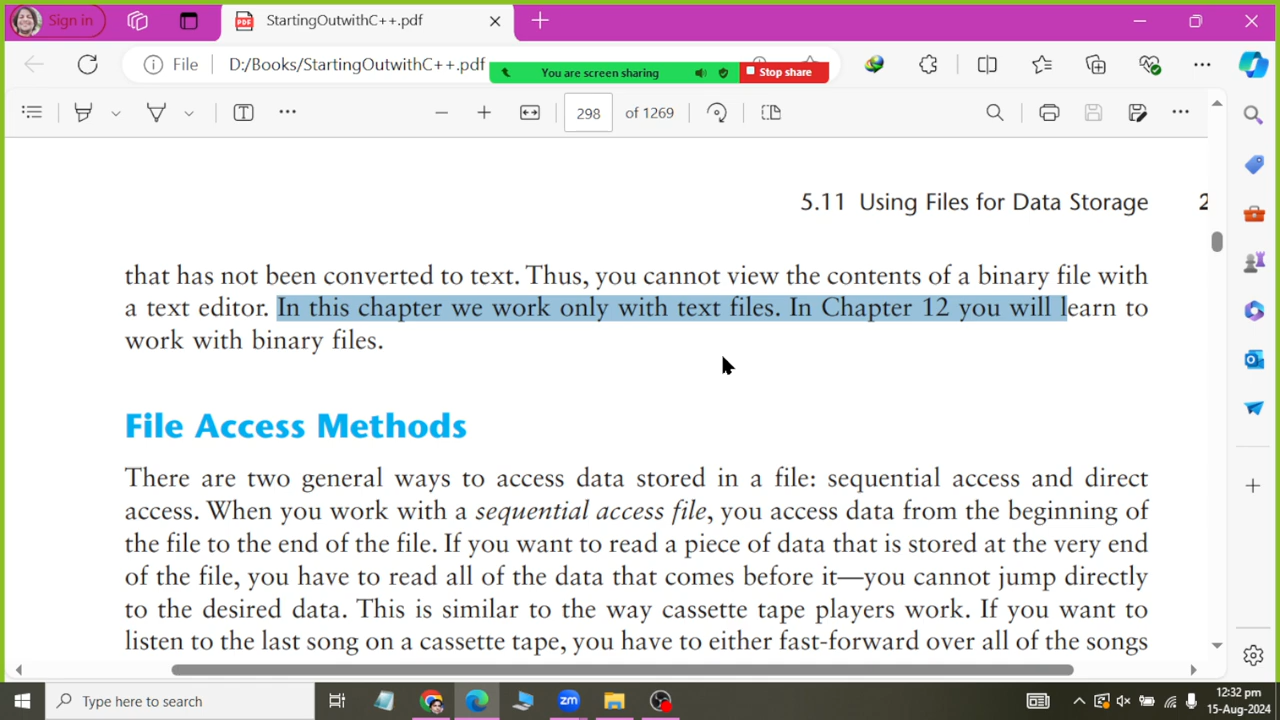 Sign in
StartingOutwithC++.pdf
File
D:/Books/StartingOutwithC++.pdf
You are screen sharing
Stop share
298 of 1269
5.11 Using Files for Data Storage
that has not been converted to text. Thus, you cannot view the contents of a binary file with
a text editor. In this chapter we work only with text files. In Chapter 12 you will learn to
work with binary files.
File Access Methods
There are two general ways to access data stored in a file: sequential access and direct
access. When you work with a sequential access file, you access data from the beginning of
the file to the end of the file. If you want to read a piece of data that is stored at the very end
of the file, you have to read all of the data that comes before it—you cannot jump directly
to the desired data. This is similar to the way cassette tape players work. If you want to
listen to the last song on a cassette tape, you have to either fast-forward over all of the songs
Type here to search
zm
12:32 pm
15-Aug-2024